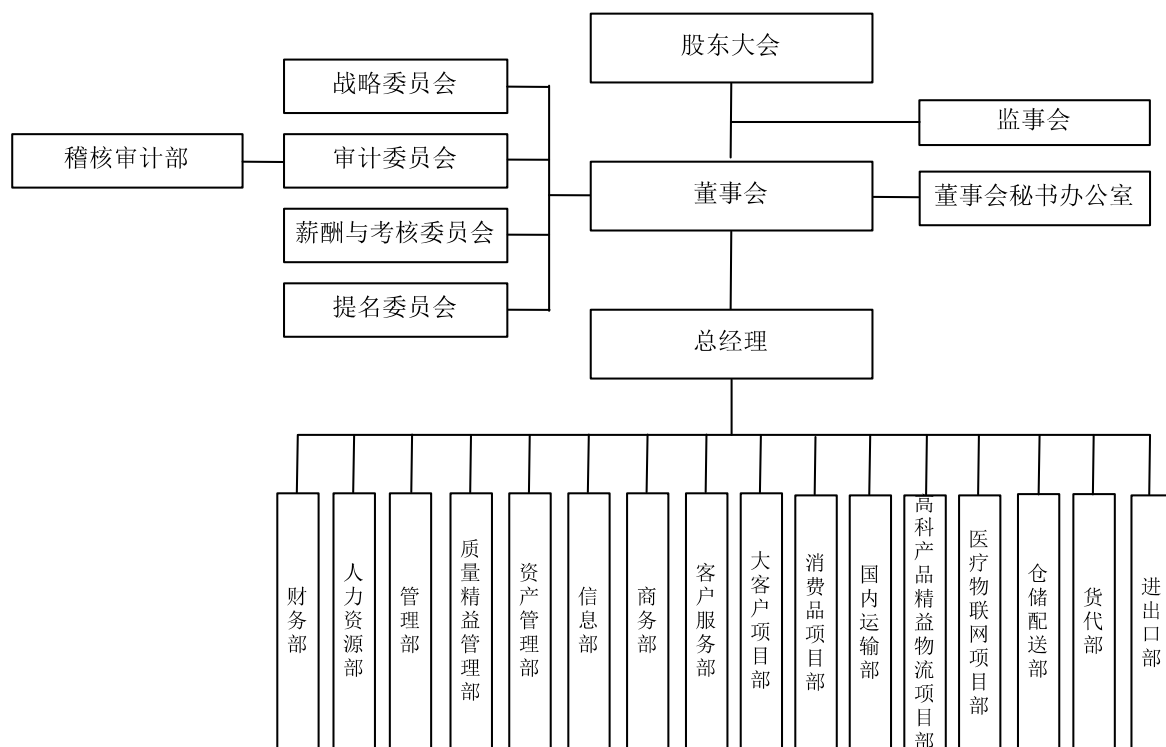 股东大会
战略委员会
监事会
稽核审计部
审计委员会
董事会
董事会秘书办公室
薪酬与考核委员会
提名委员会
总经理
财务部
人力资源部
管理部
质量精益管理部
资产管理部
信息部
商务部
客户服务部
大客户项目部
消费品项目部
国内运输部
高科产品精益物流项目部
医疗物联网项目部
仓储配送部
货代部
进出口部